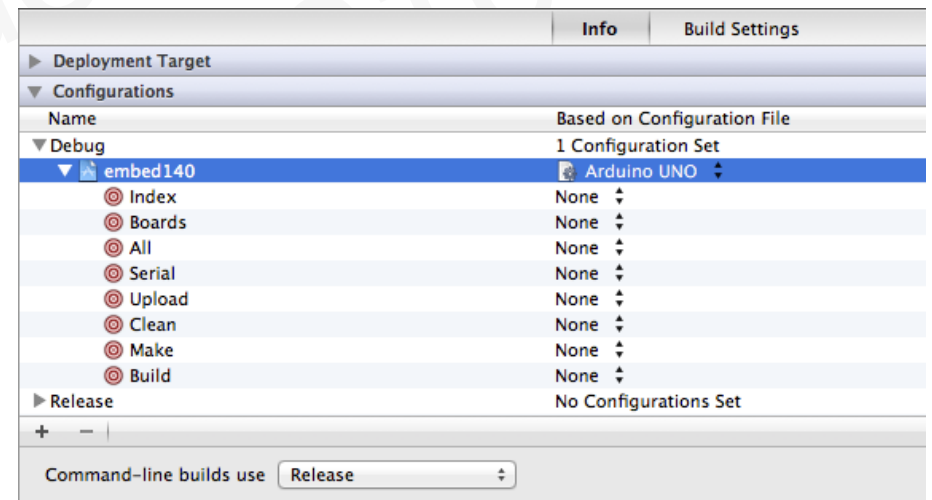 Info Build Settings
Deployment Target
Configurations
Name Based on Configuration File
Debug 1 Configuration Set
embed140 Arduino UNO
Index None
Boards None
All None
Serial None
Upload None
Clean None
Make None
Build None
Release No Configurations Set
+ −
Command-line builds use Release